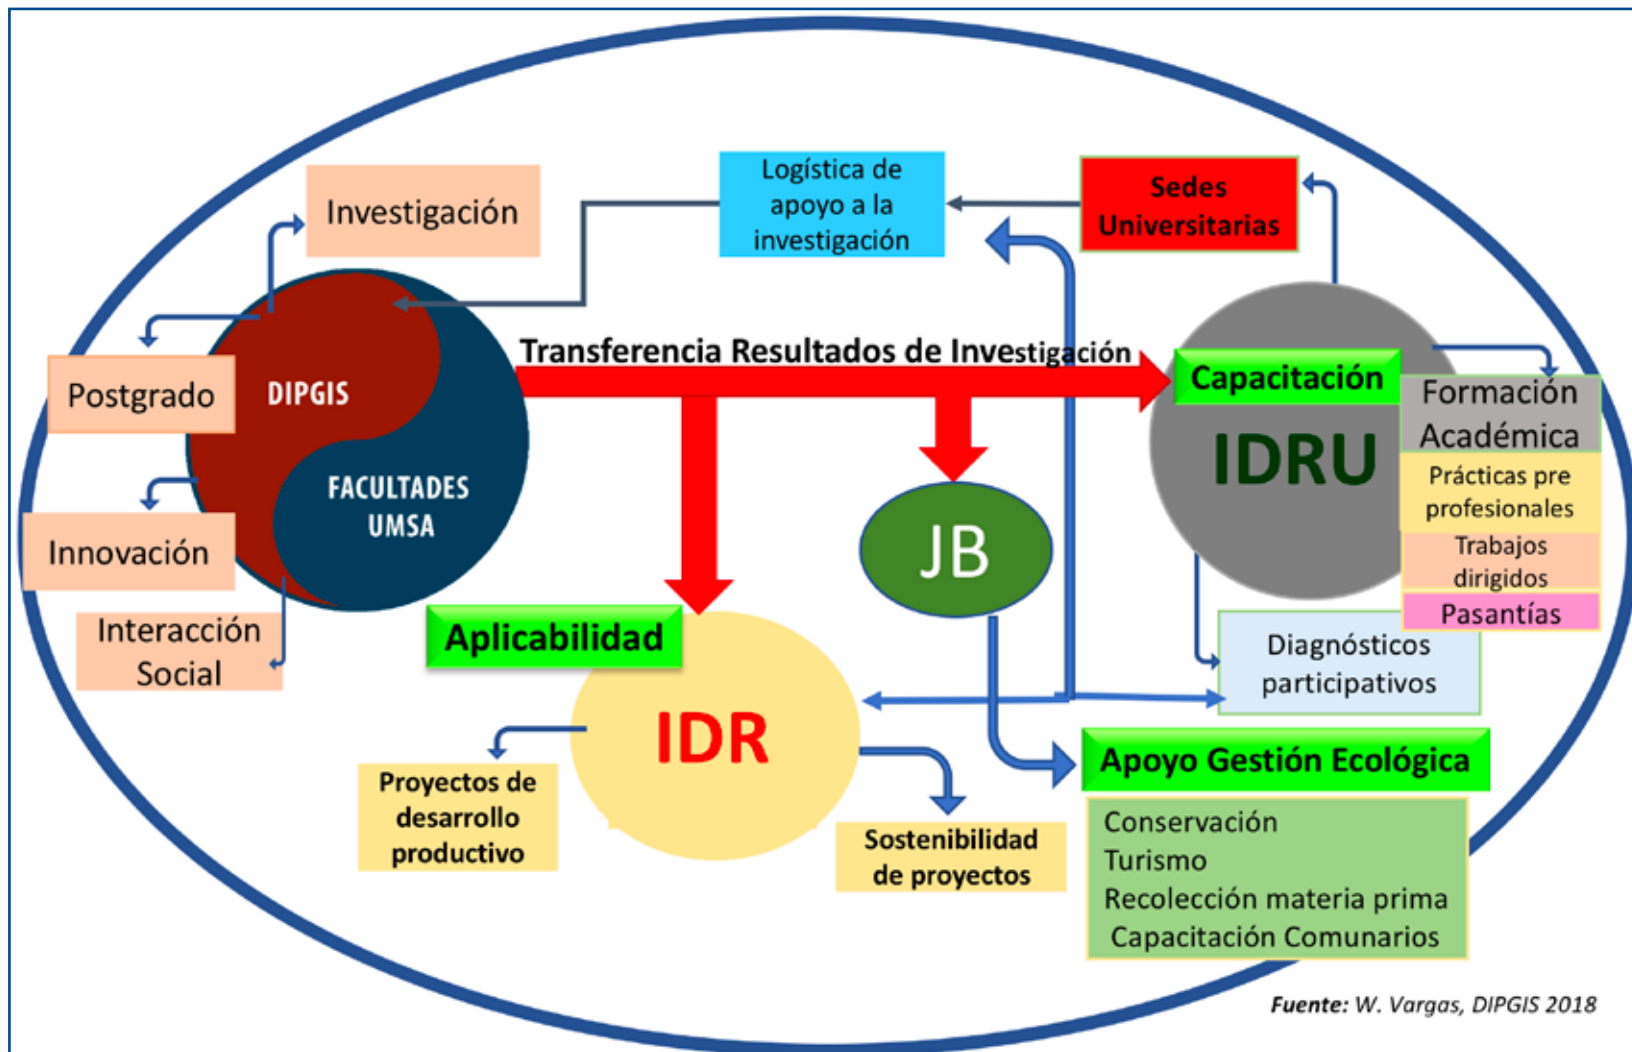 Investigación
Logística de
apoyo a la
investigación
Sedes
Universitarias
Transferencia Resultados de Investigación
Postgrado
DIPGIS
FACULTADES
UMSA
Innovación
Interacción
Social
Capacitación
IDRU
Formación
Académica
Prácticas pre
profesionales
Trabajos
dirigidos
Pasantías
JB
Diagnósticos
participativos
Aplicabilidad
IDR
Proyectos de
desarrollo
productivo
Sostenibilidad
de proyectos
Apoyo Gestión Ecológica
Conservación
Turismo
Recolección materia prima
Capacitación Comunarios
Fuente: W. Vargas, DIPGIS 2018